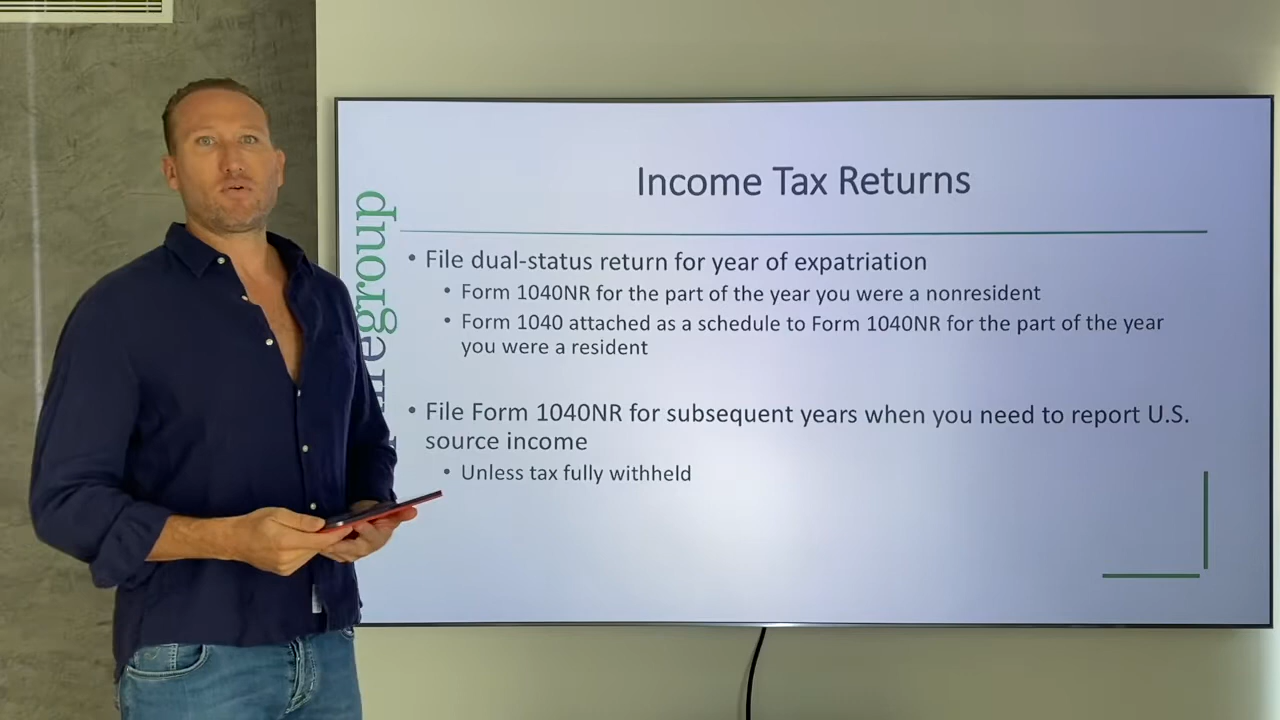 Income Tax Returns
• File dual-status return for year of expatriation
• Form 1040NR for the part of the year you were a nonresident
• Form 1040 attached as a schedule to Form 1040NR for the part of the year
you were a resident
• File Form 1040NR for subsequent years when you need to report U.S.
source income
• Unless tax fully withheld